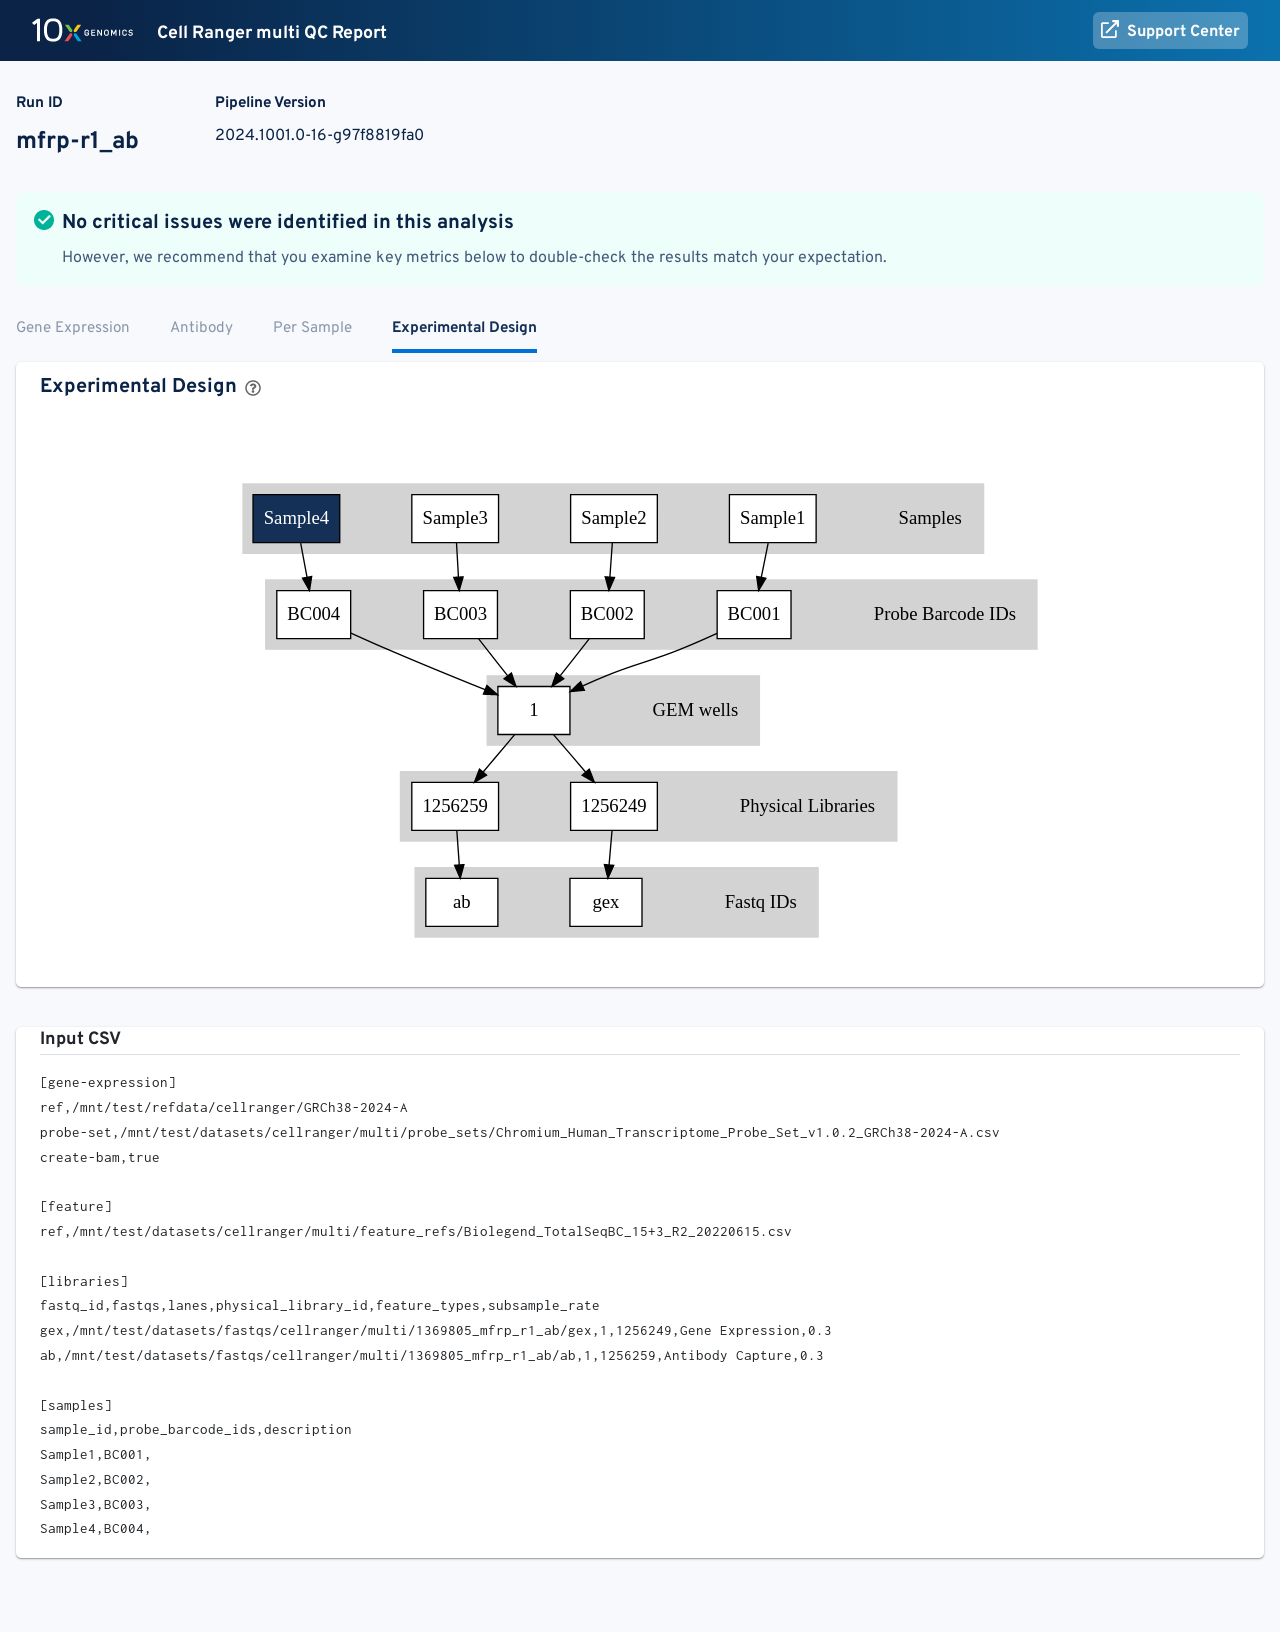 10x GENOMICS Cell Ranger multi QC Report Support Center
Run ID Pipeline Version
mfrp-r1_ab 2024.1001.0-16-g97f8819fa0
No critical issues were identified in this analysis
However, we recommend that you examine key metrics below to double-check the results match your expectation.
Gene Expression Antibody Per Sample Experimental Design
Experimental Design ?
Sample4 Sample3 Sample2 Sample1 Samples
BC004 BC003 BC002 BC001 Probe Barcode IDs
1 GEM wells
1256259 1256249 Physical Libraries
ab gex Fastq IDs
Input CSV
[gene-expression]
ref,/mnt/test/refdata/cellranger/GRCh38-2024-A
probe-set,/mnt/test/datasets/cellranger/multi/probe_sets/Chromium_Human_Transcriptome_Probe_Set_v1.0.2_GRCh38-2024-A.csv
create-bam,true
[feature]
ref,/mnt/test/datasets/cellranger/multi/feature_refs/Biolegend_TotalSeqBC_15+3_R2_20220615.csv
[libraries]
fastq_id,fastqs,lanes,physical_library_id,feature_types,subsample_rate
gex,/mnt/test/datasets/fastqs/cellranger/multi/1369805_mfrp_r1_ab/gex,1,1256249,Gene Expression,0.3
ab,/mnt/test/datasets/fastqs/cellranger/multi/1369805_mfrp_r1_ab/ab,1,1256259,Antibody Capture,0.3
[samples]
sample_id,probe_barcode_ids,description
Sample1,BC001,
Sample2,BC002,
Sample3,BC003,
Sample4,BC004,